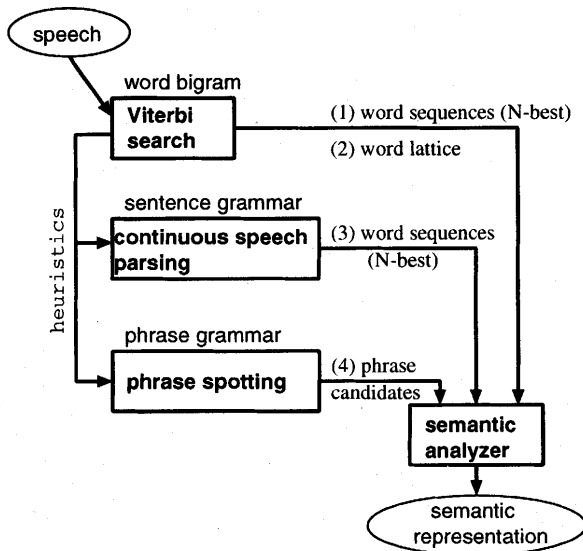 speech
word bigram
Viterbi
search
(1) word sequences (N-best)
(2) word lattice
heuristics
sentence grammar
continuous speech
parsing
(3) word sequences
(N-best)
phrase grammar
phrase spotting
(4) phrase
candidates
semantic
analyzer
semantic
representation